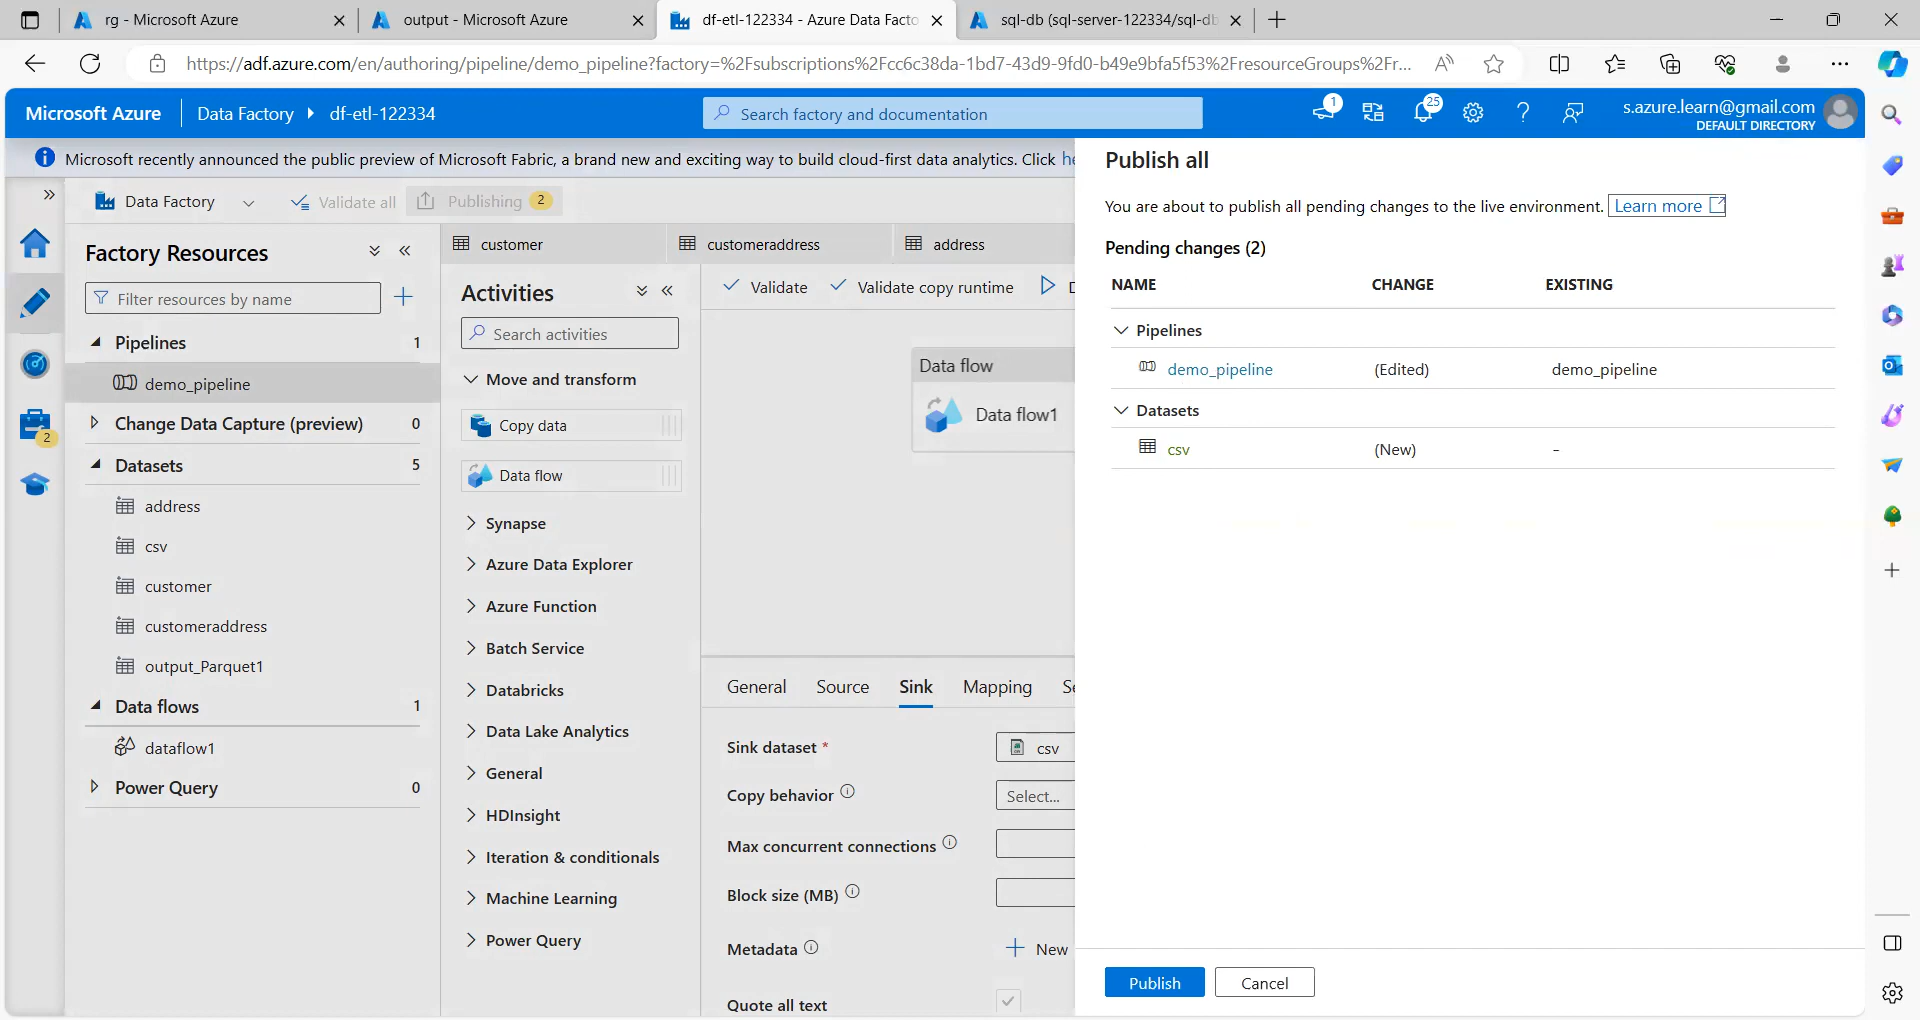 rg - Microsoft Azure
output - Microsoft Azure
df-etl-122334 - Azure Data Facto
sql-db (sql-server-122334/sql-db
https://adf.azure.com/en/authoring/pipeline/demo_pipeline?factory=%2Fsubscriptions%2Fcc6c38da-1bd7-43d9-9fd0-b49e9bfa5f53%2FresourceGroups%2Fr...
Microsoft Azure
Data Factory
df-etl-122334
Search factory and documentation
1
25
s.azure.learn@gmail.com
DEFAULT DIRECTORY
Microsoft recently announced the public preview of Microsoft Fabric, a brand new and exciting way to build cloud-first data analytics. Click he
Data Factory
Validate all
Publishing
2
Factory Resources
Filter resources by name
Pipelines
1
demo_pipeline
Change Data Capture (preview)
0
2
Datasets
5
address
csv
customer
customeraddress
output_Parquet1
Data flows
1
dataflow1
Power Query
0
customer
customeraddress
address
Activities
Search activities
Move and transform
Copy data
Data flow
Synapse
Azure Data Explorer
Azure Function
Batch Service
Databricks
Data Lake Analytics
General
HDInsight
Iteration & conditionals
Machine Learning
Power Query
Validate
Validate copy runtime
D
Data flow
Data flow1
General
Source
Sink
Mapping
Se
Sink dataset *
csv
Copy behavior
Select...
Max concurrent connections
Block size (MB)
Metadata
New
Quote all text
Publish all
You are about to publish all pending changes to the live environment. Learn more
Pending changes (2)
NAME
CHANGE
EXISTING
Pipelines
demo_pipeline
(Edited)
demo_pipeline
Datasets
csv
(New)
-
Publish
Cancel